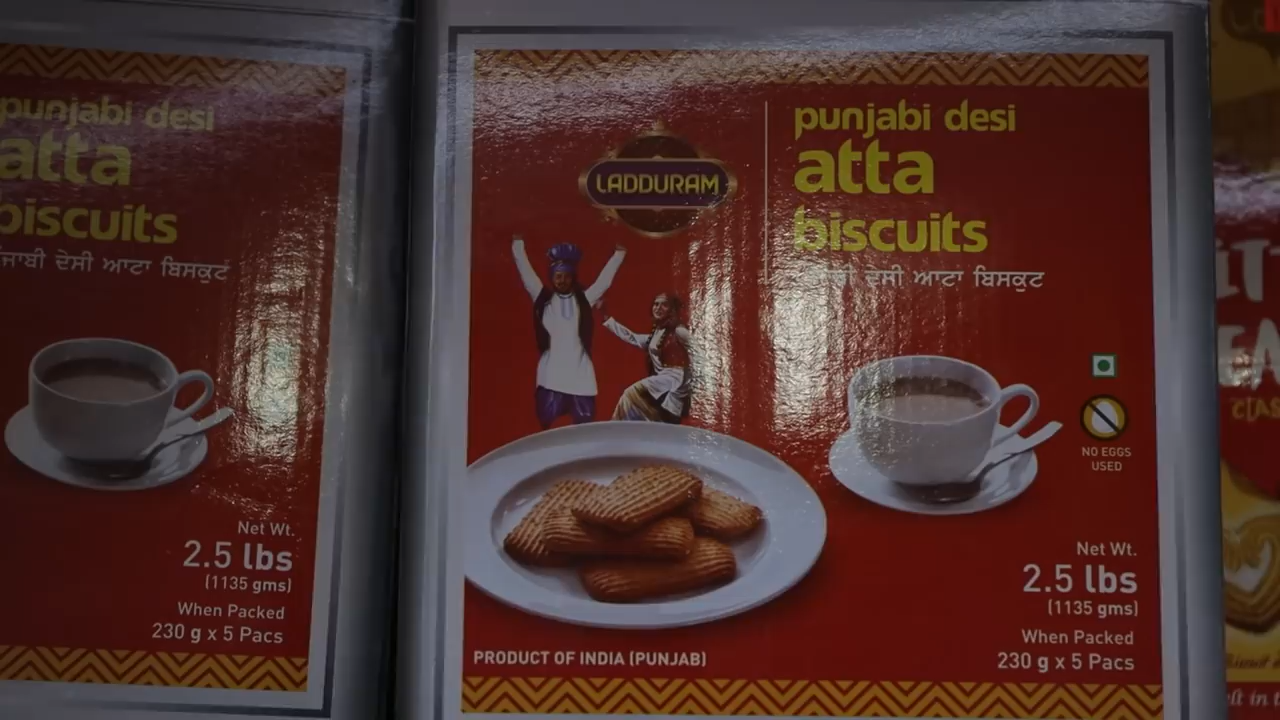 punjabi desi
atta
biscuits
ਦੇਸੀ ਆਟਾ ਬਿਸਕੁਟ
Net Wt.
2.5 lbs
(1135 gms)
When Packed
230 g x 5 Pacs
LADDURAM
punjabi desi
atta
biscuits
ਦੇਸੀ ਆਟਾ ਬਿਸਕੁਟ
NO EGGS
USED
Net Wt.
2.5 lbs
(1135 gms)
When Packed
230 g x 5 Pacs
PRODUCT OF INDIA (PUNJAB)